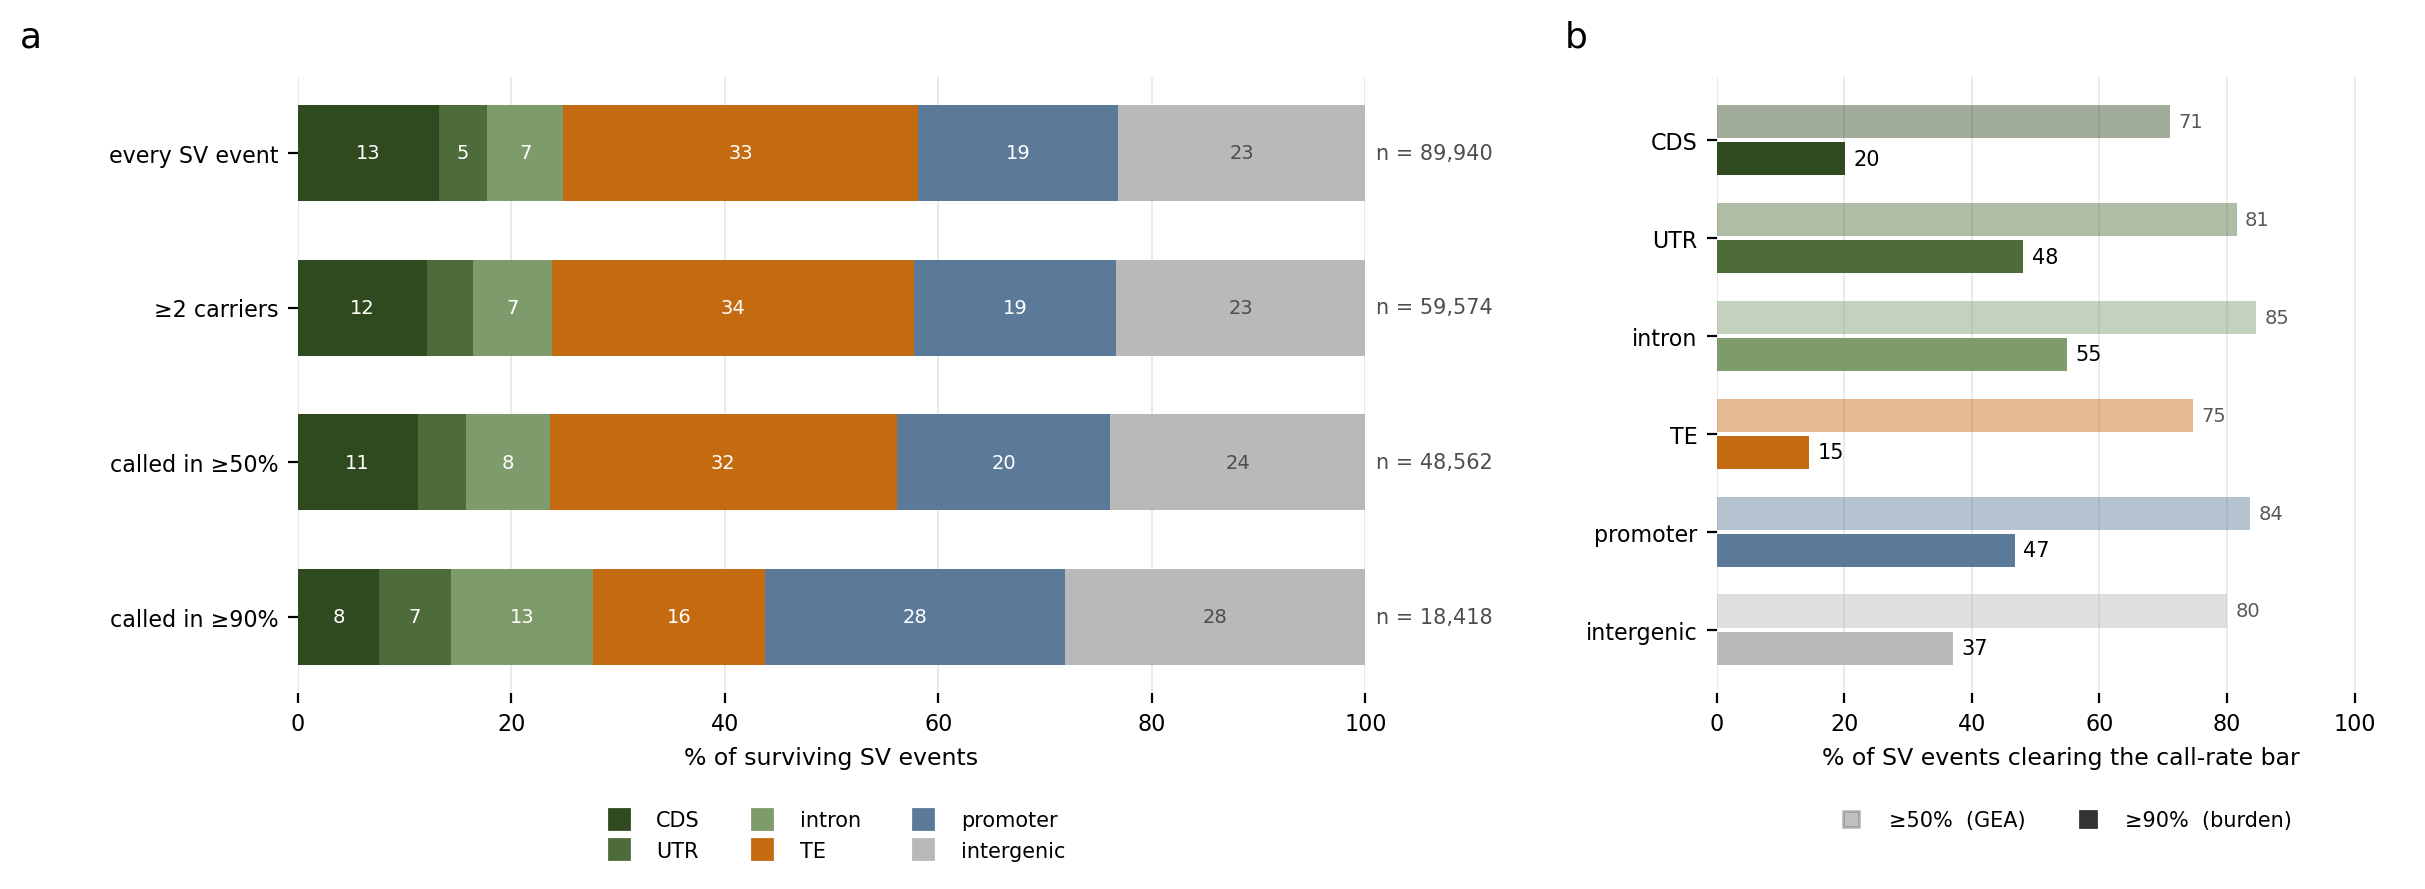 a
every SV event 13 5 7 33 19 23 n = 89,940
≥2 carriers 12 7 34 19 23 n = 59,574
called in ≥50% 11 8 32 20 24 n = 48,562
called in ≥90% 8 7 13 16 28 28 n = 18,418
0 20 40 60 80 100
% of surviving SV events
CDS intron promoter
UTR TE intergenic
b
CDS 71
20
UTR 81
48
intron 85
55
TE 75
15
promoter 84
47
intergenic 80
37
0 20 40 60 80 100
% of SV events clearing the call-rate bar
≥50% (GEA) ≥90% (burden)